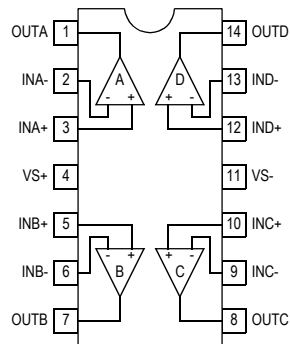 OUTA 1 14 OUTD
INA- 2 A D 13 IND-
- + + -
INA+ 3 12 IND+
VS+ 4 11 VS-
INB+ 5 10 INC+
- + + -
INB- 6 B C 9 INC-
OUTB 7 8 OUTC